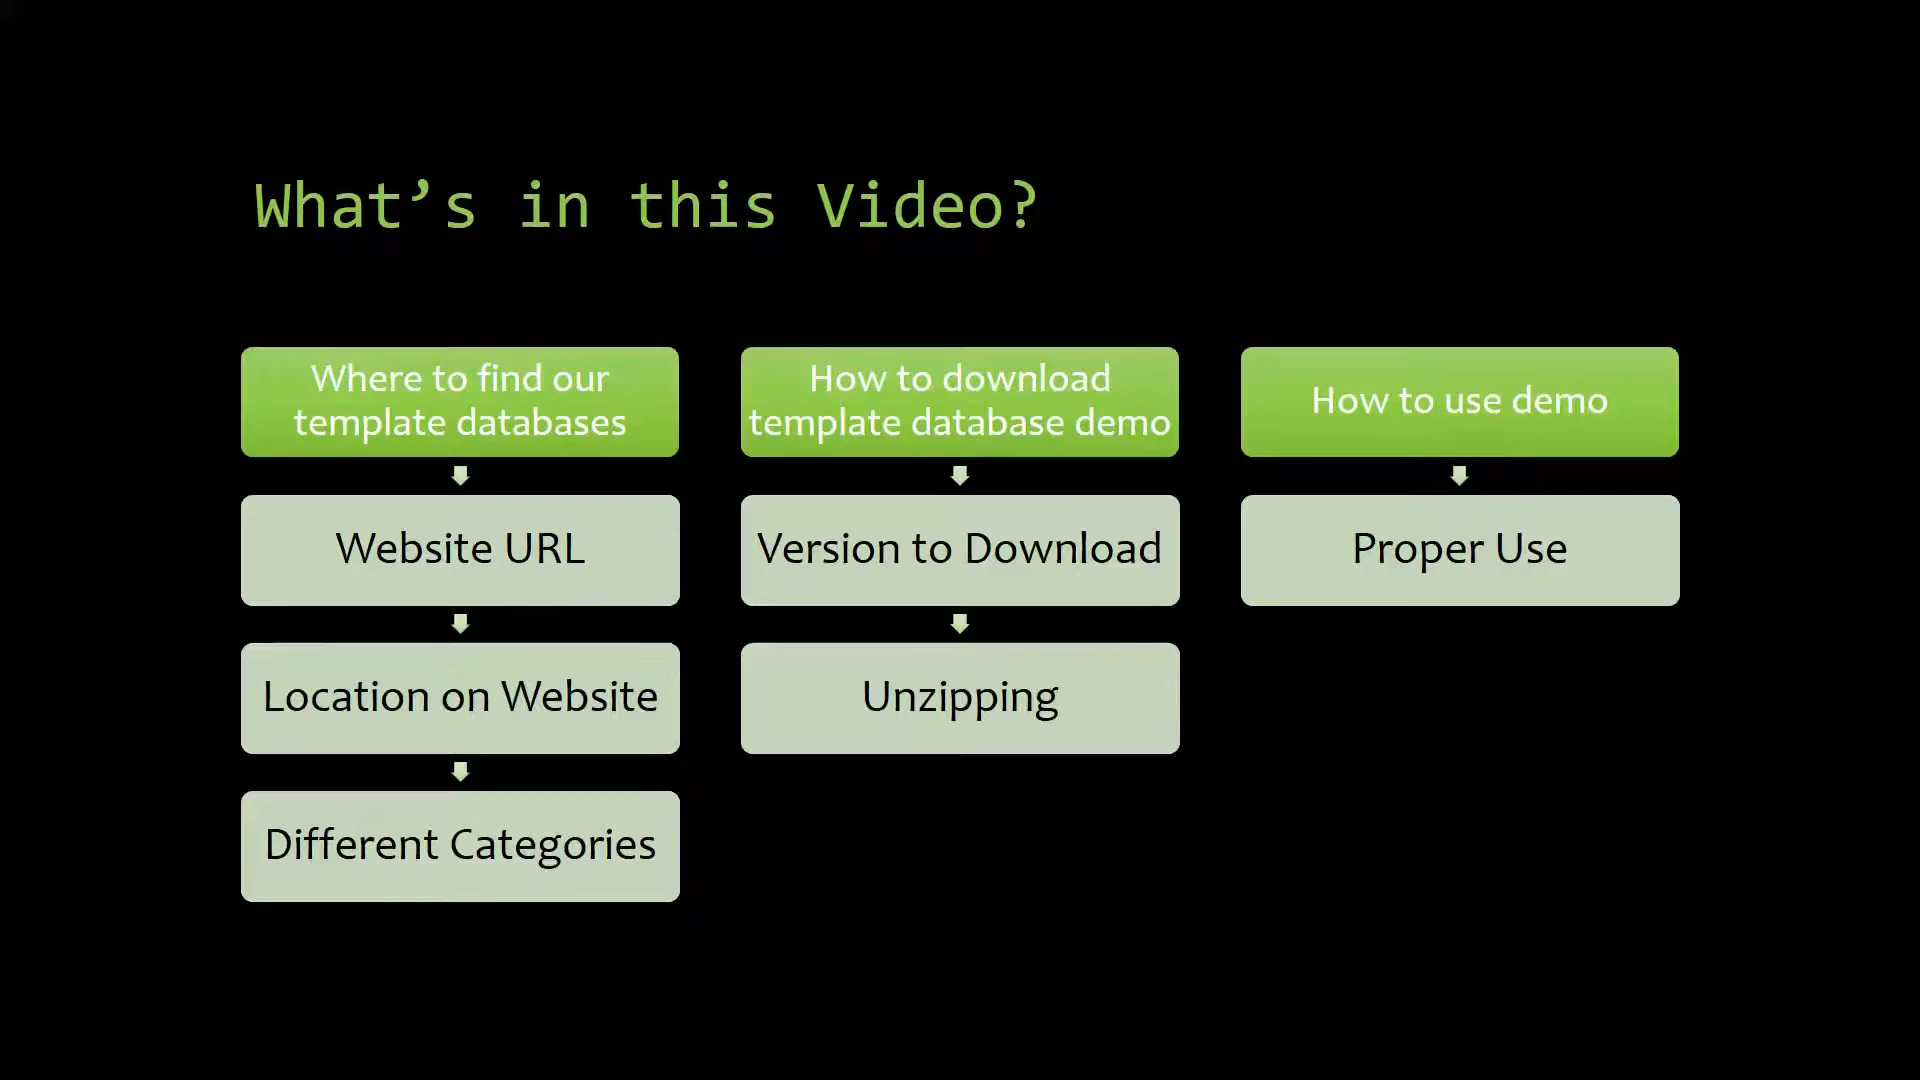 What’s in this Video?
Where to find our
template databases
Website URL
Location on Website
Different Categories
How to download
template database demo
Version to Download
Unzipping
How to use demo
Proper Use